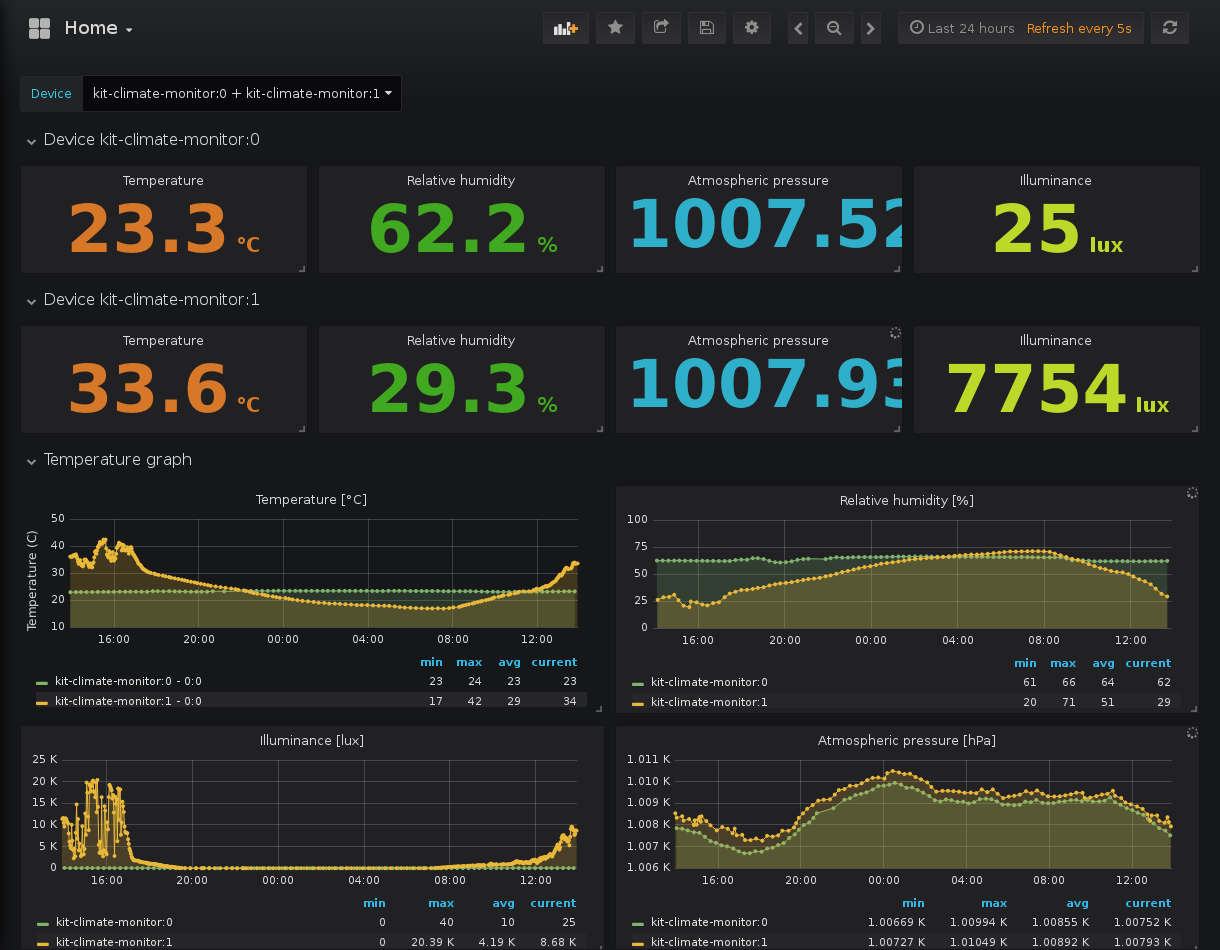 Home
Last 24 hours Refresh every 5s
Device kit-climate-monitor:0 + kit-climate-monitor:1
Device kit-climate-monitor:0
Temperature Relative humidity Atmospheric pressure Illuminance
23.3 °C 62.2 % 1007.52 25 lux
Device kit-climate-monitor:1
Temperature Relative humidity Atmospheric pressure Illuminance
33.6 °C 29.3 % 1007.93 7754 lux
Temperature graph
Temperature [°C]
Temperature (C)
50
40
30
20
10
16:00 20:00 00:00 04:00 08:00 12:00
min max avg current
kit-climate-monitor:0 - 0:0 23 24 23 23
kit-climate-monitor:1 - 0:0 17 42 29 34
Relative humidity [%]
100
75
50
25
0
16:00 20:00 00:00 04:00 08:00 12:00
min max avg current
kit-climate-monitor:0 61 66 64 62
kit-climate-monitor:1 20 71 51 29
Illuminance [lux]
25 K
20 K
15 K
10 K
5 K
0
16:00 20:00 00:00 04:00 08:00 12:00
min max avg current
kit-climate-monitor:0 0 40 10 25
kit-climate-monitor:1 0 20.39 K 4.19 K 8.68 K
Atmospheric pressure [hPa]
1.011 K
1.010 K
1.009 K
1.008 K
1.007 K
1.006 K
16:00 20:00 00:00 04:00 08:00 12:00
min max avg current
kit-climate-monitor:0 1.00669 K 1.00994 K 1.00855 K 1.00752 K
kit-climate-monitor:1 1.00727 K 1.01049 K 1.00892 K 1.00793 K